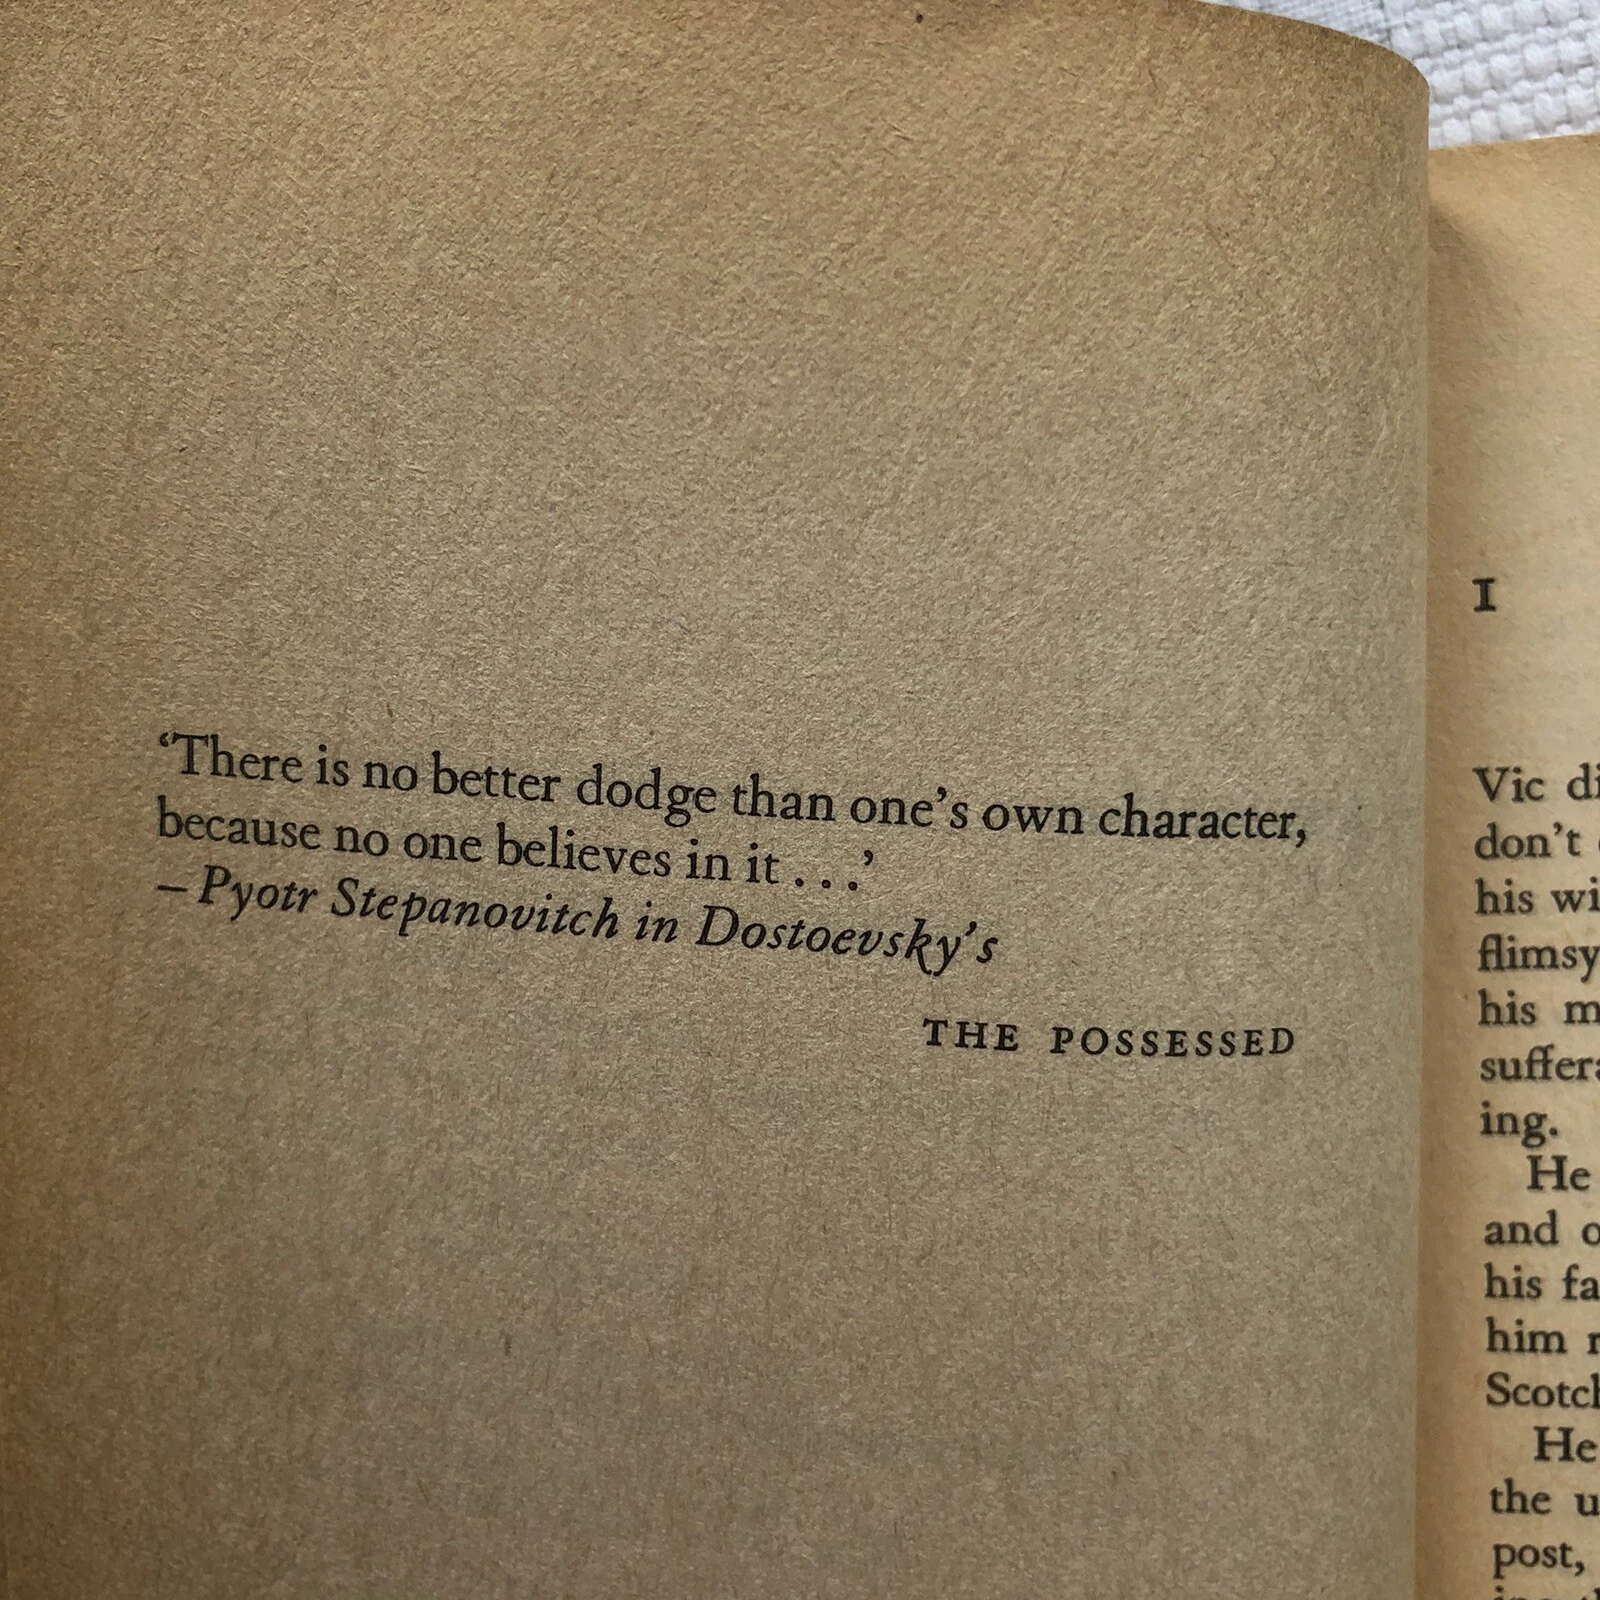 ‘There is no better dodge than one’s own character,
because no one believes in it . . .’
– Pyotr Stepanovitch in Dostoevsky’s
THE POSSESSED
I
Vic
don’t
his
flimsy
his
ing.
He
and
his
him
He
the
post,